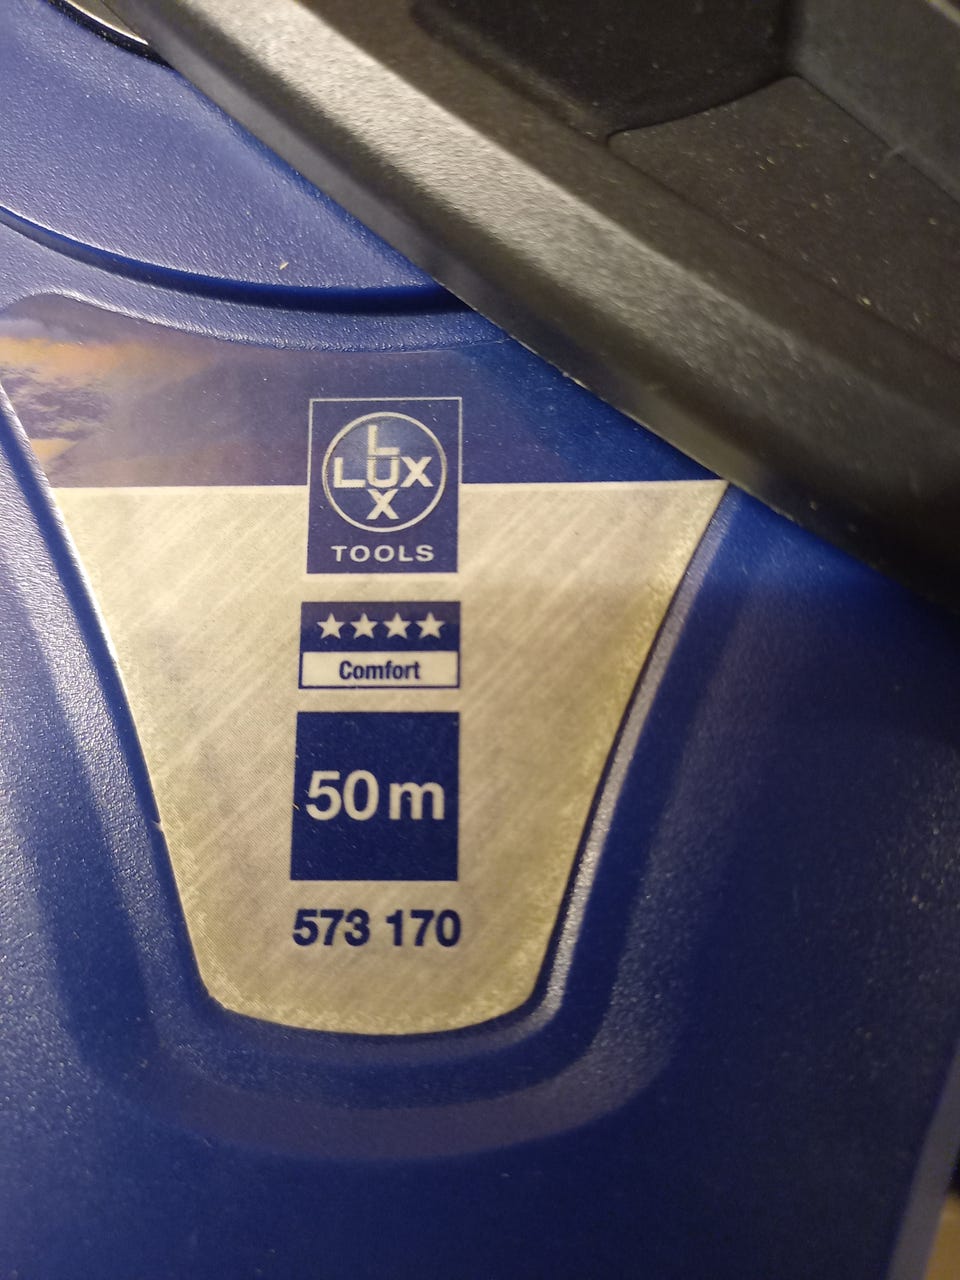 L
LUX
X
TOOLS
★★★★
Comfort
50 m
573 170